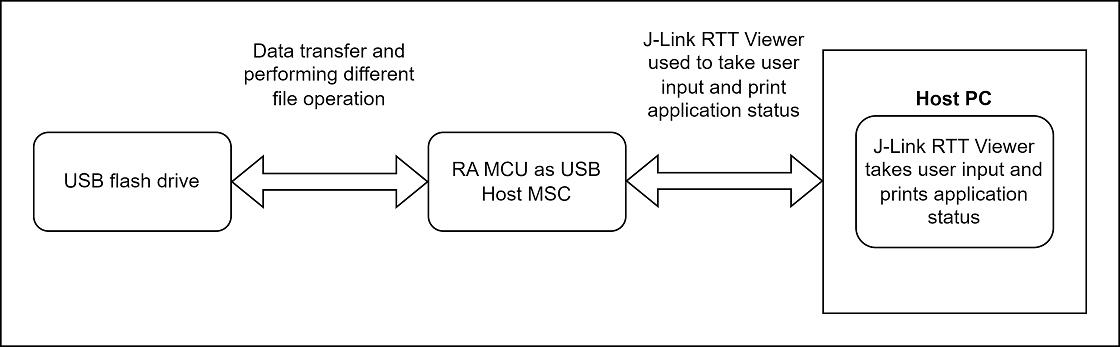 Data transfer and
performing different
file operation
J-Link RTT Viewer
used to take user
input and print
application status
Host PC
USB flash drive
RA MCU as USB
Host MSC
J-Link RTT Viewer
takes user input and
prints application
status